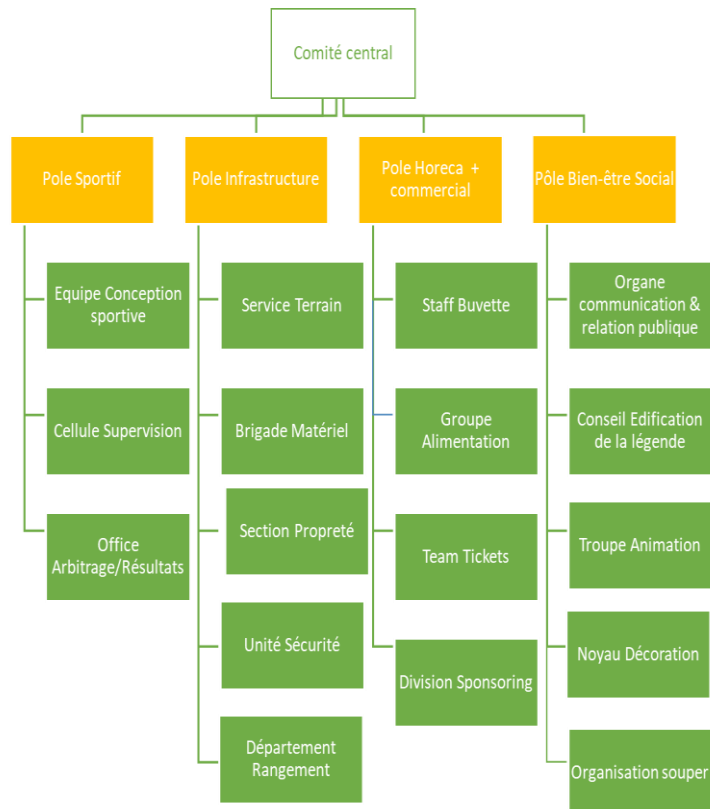 Comité central
Pole Sportif
Pole Infrastructure
Pole Horeca +
commercial
Pôle Bien-être Social
Equipe Conception
sportive
Cellule Supervision
Office
Arbitrage/Résultats
Service Terrain
Brigade Matériel
Section Propreté
Unité Sécurité
Département
Rangement
Staff Buvette
Groupe
Alimentation
Team Tickets
Division Sponsoring
Organe
communication &
relation publique
Conseil Edification
de la légende
Troupe Animation
Noyau Décoration
Organisation souper